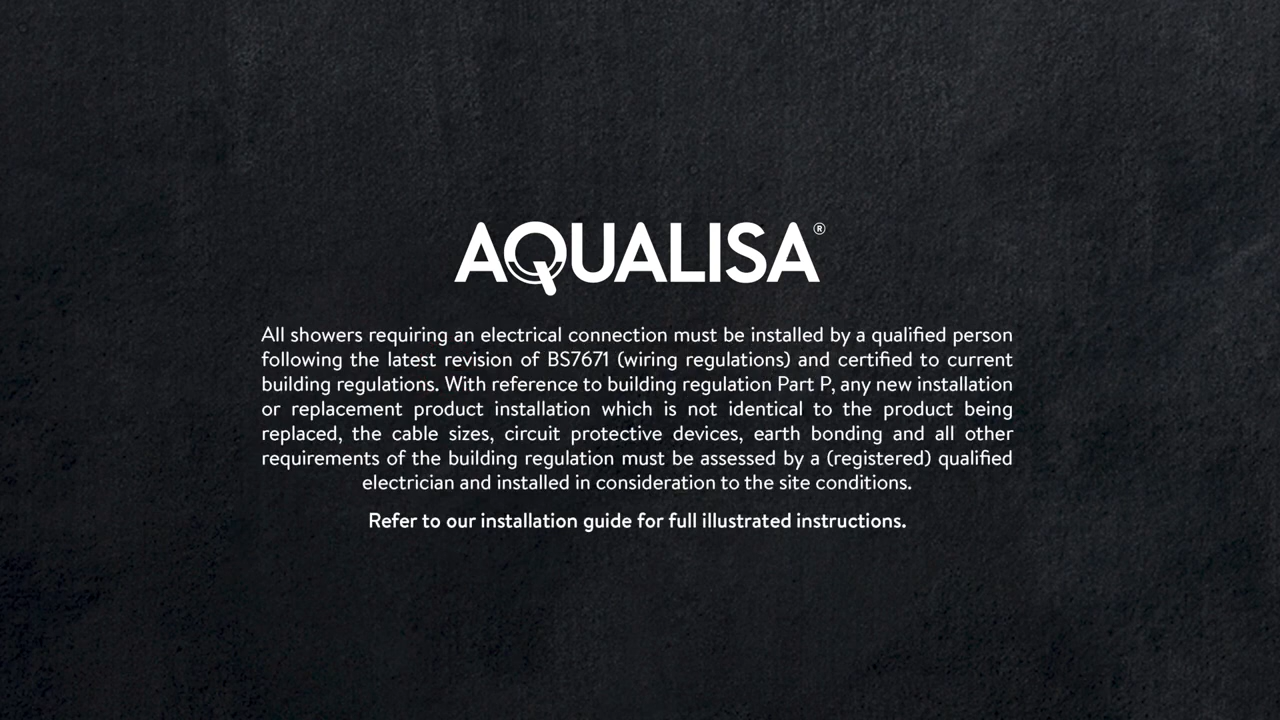 AQUALISA®
All showers requiring an electrical connection must be installed by a qualified person
following the latest revision of BS7671 (wiring regulations) and certified to current
building regulations. With reference to building regulation Part P, any new installation
or replacement product installation which is not identical to the product being
replaced, the cable sizes, circuit protective devices, earth bonding and all other
requirements of the building regulation must be assessed by a (registered) qualified
electrician and installed in consideration to the site conditions.
Refer to our installation guide for full illustrated instructions.